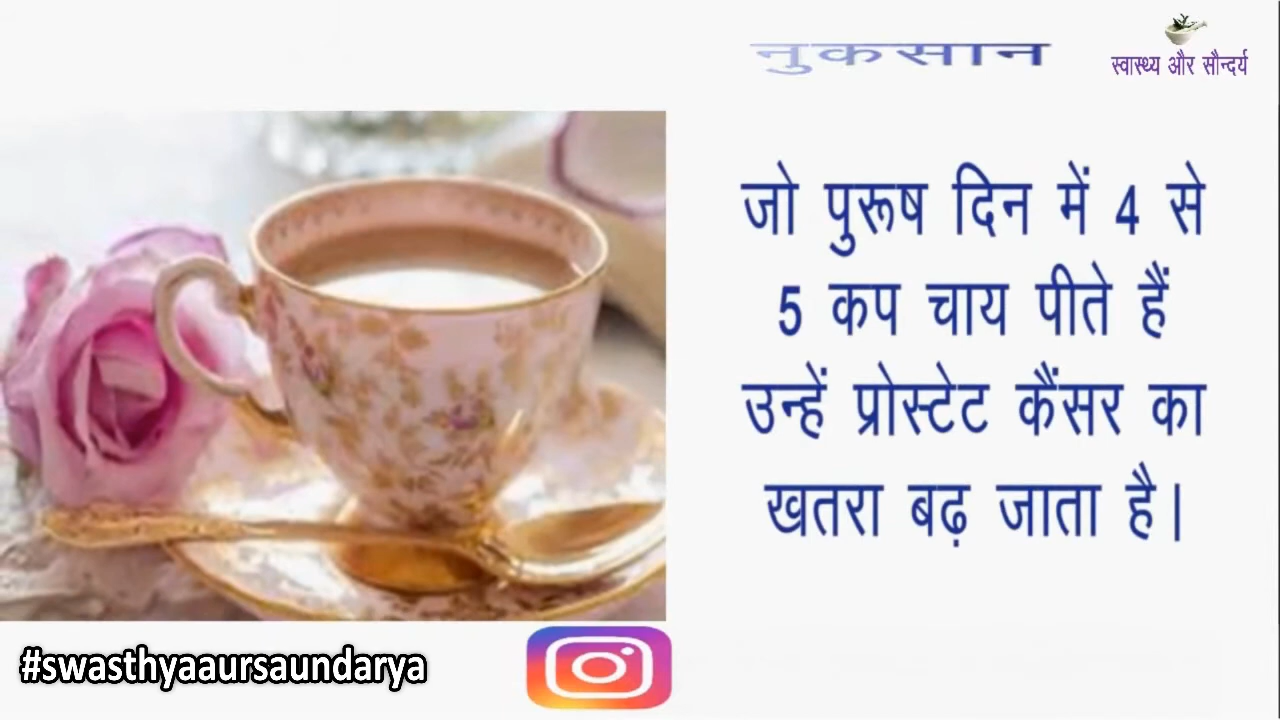 नुकसान
स्वास्थ्य और सौन्दर्य
जो पुरूष दिन में 4 से
5 कप चाय पीते हैं
उन्हें प्रोस्टेट कैंसर का
खतरा बढ़ जाता है|
#swasthyaaursaundarya